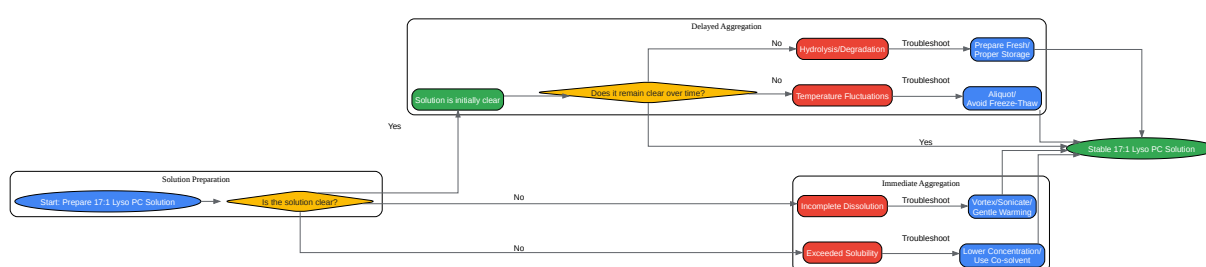 Delayed Aggregation
No
Hydrolysis/Degradation
Troubleshoot
Prepare Fresh/
Proper Storage
Solution is initially clear
Does it remain clear over time?
No
Temperature Fluctuations
Troubleshoot
Aliquot/
Avoid Freeze-Thaw
Yes
Yes
Stable 17:1 Lyso PC Solution
Solution Preparation
Start: Prepare 17:1 Lyso PC Solution
Is the solution clear?
No
Immediate Aggregation
Incomplete Dissolution
Troubleshoot
Vortex/Sonicate/
Gentle Warming
No
Exceeded Solubility
Troubleshoot
Lower Concentration/
Use Co-solvent